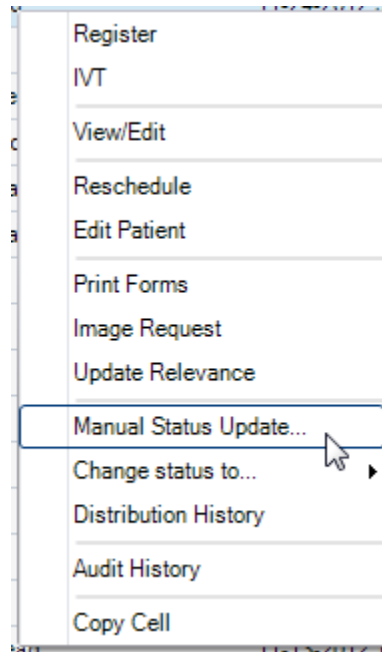 Register
IVT
View/Edit
Reschedule
Edit Patient
Print Forms
Image Request
Update Relevance
Manual Status Update...
Change status to...
Distribution History
Audit History
Copy Cell